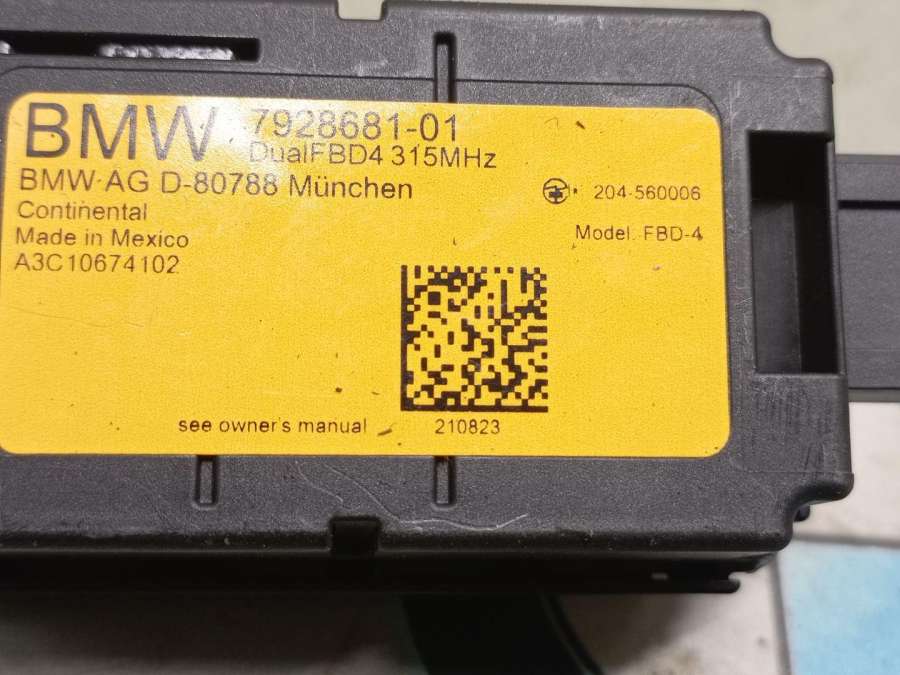 BMW 7928681-01
DualFBD4 315MHz
BMW AG D-80788 München
Continental
Made in Mexico
A3C10674102
204-560006
Model. FBD-4
see owner's manual
210823